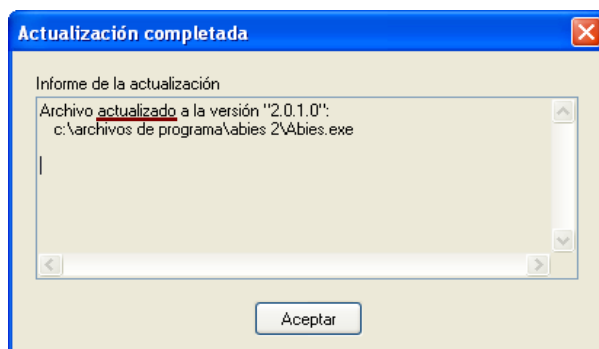 Actualización completada
Informe de la actualización
Archivo actualizado a la versión "2.0.1.0":
c:\archivos de programa\abies 2\Abies.exe
Aceptar